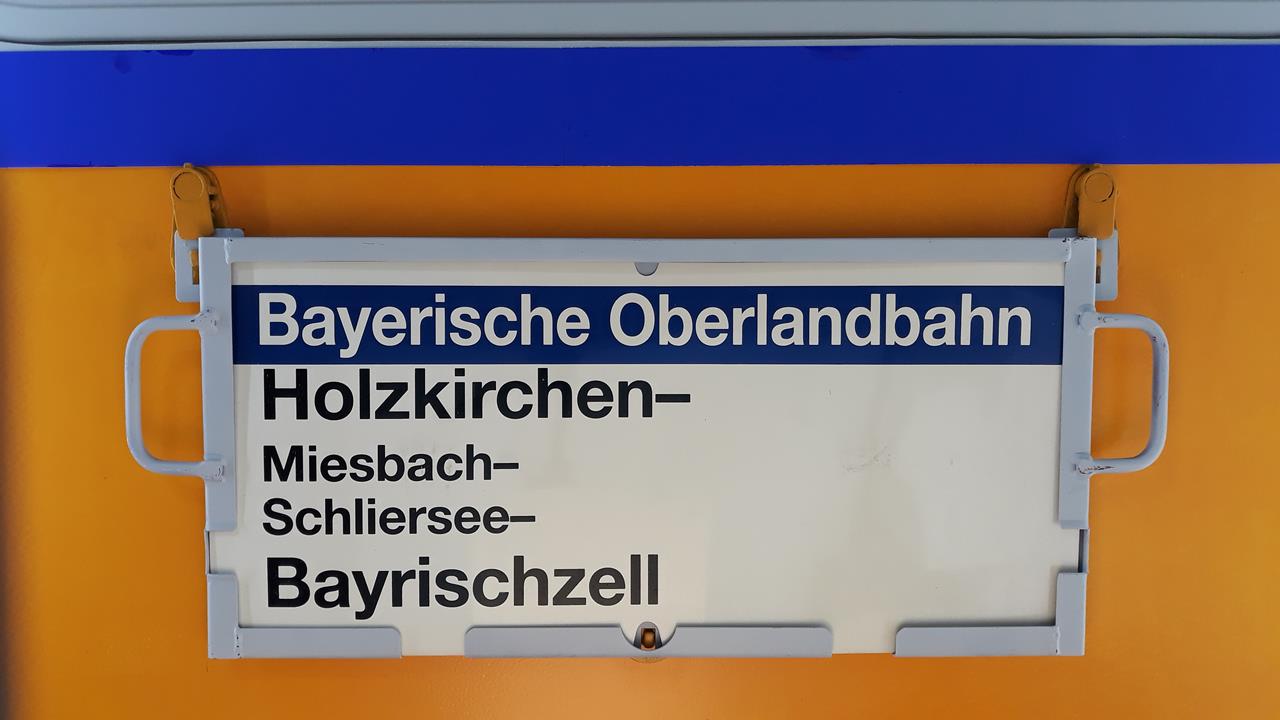 Bayerische Oberlandbahn
Holzkirchen–
Miesbach–
Schliersee–
Bayrischzell